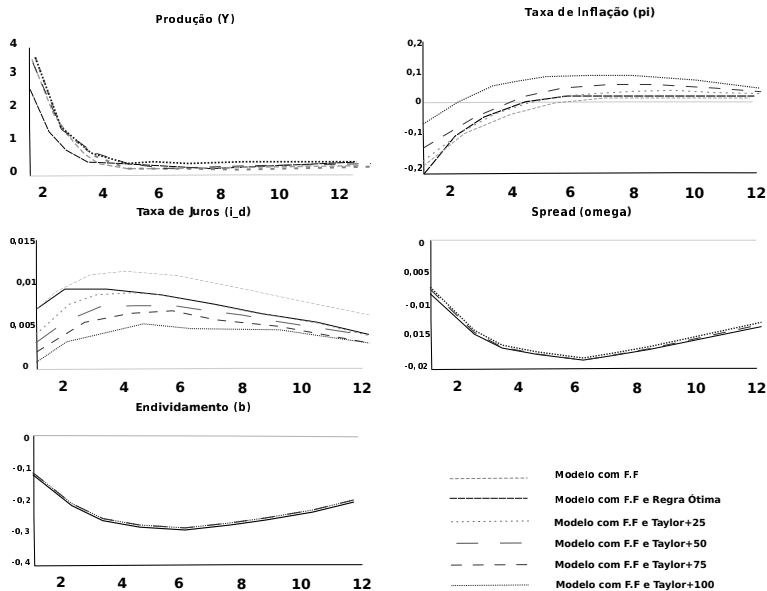 Produção (Y)
4
3
2
1
0
2 4 6 8 10 12
Taxa de Inflação (pi)
0,2
0,1
0
-0,1
-0,2
2 4 6 8 10 12
Taxa de Juros (i_d)
0,015
0,01
0,005
0
2 4 6 8 10 12
Spread (omega)
0
0,005
-0,01
0,015
-0,02
2 4 6 8 10 12
Endividamento (b)
0
-0,1
-0,2
-0,3
-0,4
2 4 6 8 10 12
Modelo com F.F
Modelo com F.F e Regra Ótima
Modelo com F.F e Taylor+25
Modelo com F.F e Taylor+50
Modelo com F.F e Taylor+75
Modelo com F.F e Taylor+100